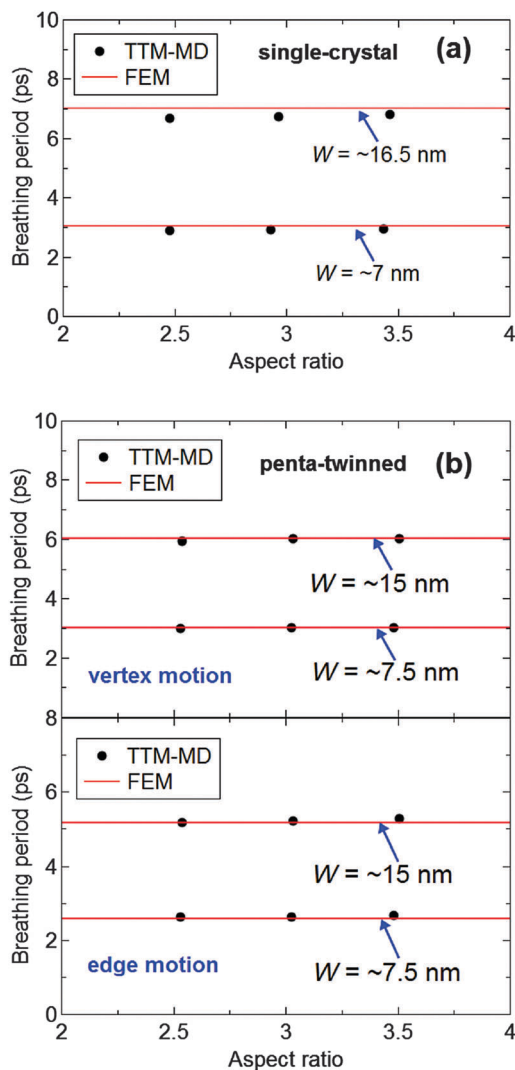 TTM-MD
FEM
single-crystal
(a)
W = ~16.5 nm
W = ~7 nm
Breathing period (ps)
10
8
6
4
2
0
2
2.5
3
3.5
4
Aspect ratio
TTM-MD
FEM
penta-twinned
(b)
W = ~15 nm
W = ~7.5 nm
vertex motion
Breathing period (ps)
10
8
6
4
2
8
TTM-MD
FEM
W = ~15 nm
W = ~7.5 nm
edge motion
Breathing period (ps)
6
4
2
0
2
2.5
3
3.5
4
Aspect ratio